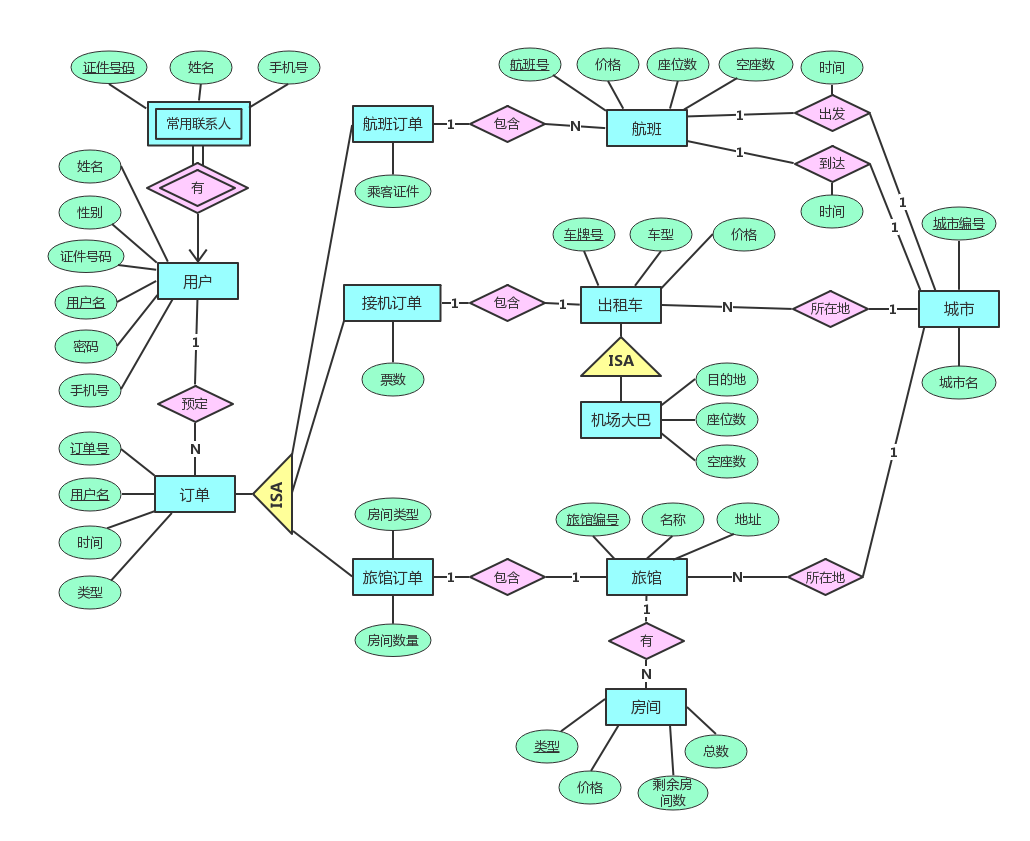 证件号码
姓名
手机号
常用联系人
有
姓名
性别
证件号码
用户名
密码
手机号
用户
1
预定
N
订单号
用户名
时间
类型
订单
ISA
航班订单
1
包含
N
乘客证件
航班号
价格
座位数
空座数
航班
1
出发
时间
1
1
到达
时间
1
接机订单
1
包含
1
票数
车牌号
车型
价格
出租车
N
所在地
1
城市编号
城市
城市名
ISA
机场大巴
目的地
座位数
空座数
房间类型
旅馆订单
1
包含
1
房间数量
旅馆编号
名称
地址
旅馆
N
所在地
1
1
有
N
房间
类型
价格
剩余房
间数
总数